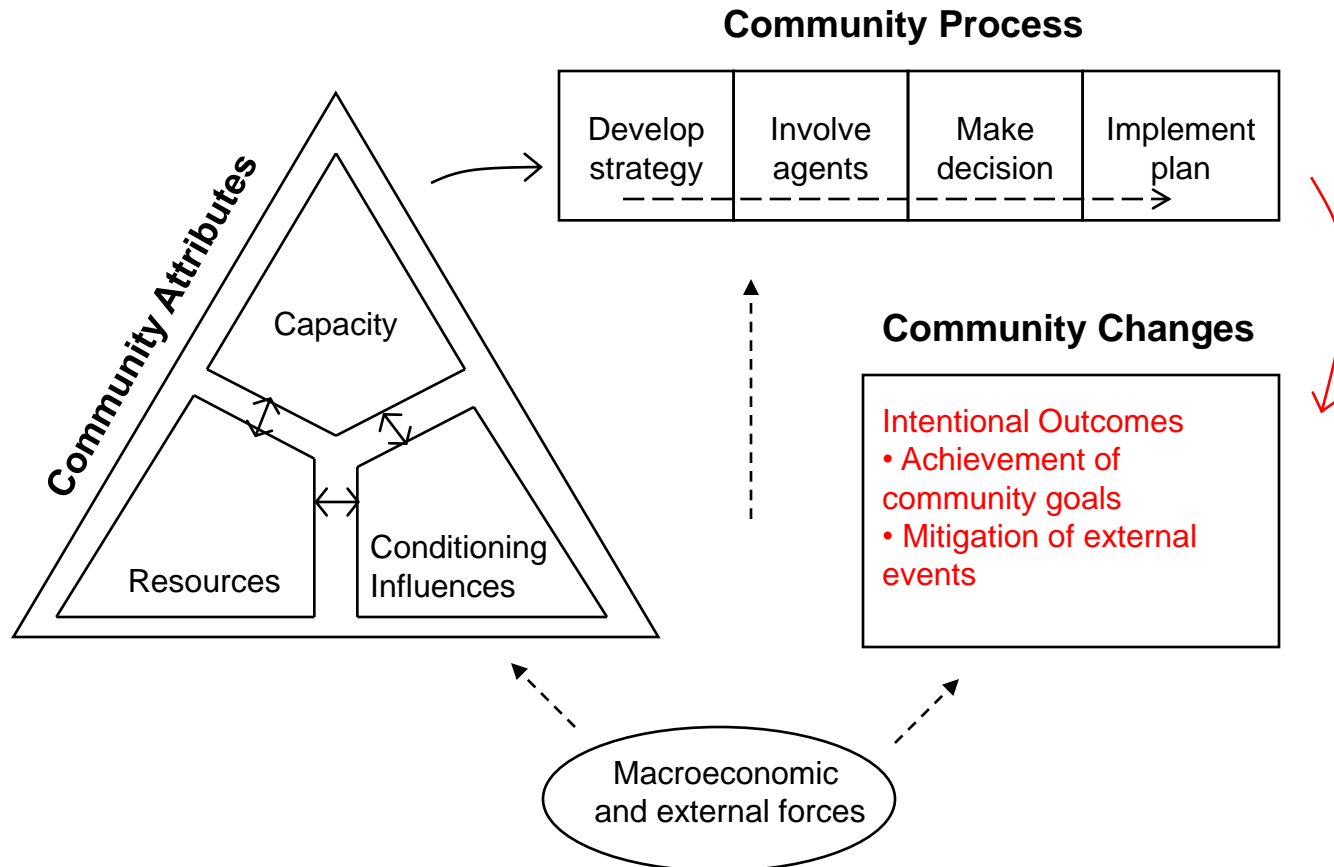 Community Process
Develop
strategy
Involve
agents
Make
decision
Implement
plan
Community Attributes
Capacity
Resources
Conditioning
Influences
Community Changes
Intentional Outcomes
• Achievement of
community goals
• Mitigation of external
events
Macroeconomic
and external forces